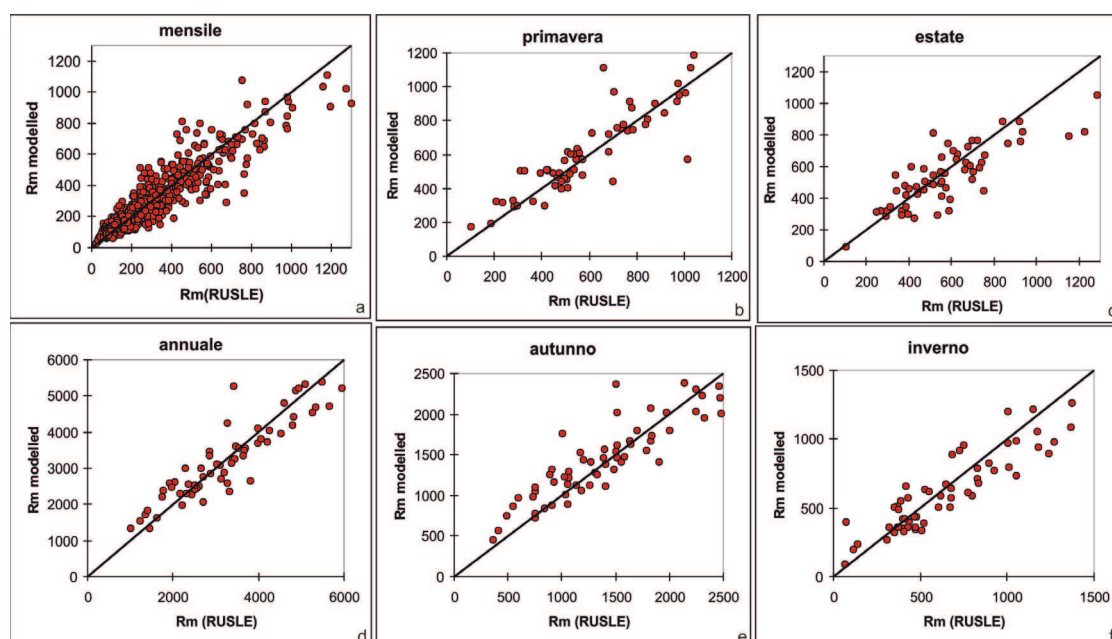 mensile
1200
1000
800
600
400
200
0
0 200 400 600 800 1000 1200
Rm modelled
Rm(RUSLE)
a
primavera
1200
1000
800
600
400
200
0
0 200 400 600 800 1000 1200
Rm modelled
Rm (RUSLE)
b
estate
1200
1000
800
600
400
200
0
0 200 400 600 800 1000 1200
Rm modelled
Rm (RUSLE)
c
annuale
6000
5000
4000
3000
2000
1000
0
0 2000 4000 6000
Rm modelled
Rm (RUSLE)
d
autunno
2500
2000
1500
1000
500
0
0 500 1000 1500 2000 2500
Rm modelled
Rm (RUSLE)
e
inverno
1500
1000
500
0
0 500 1000 1500
Rm modelled
Rm (RUSLE)
f